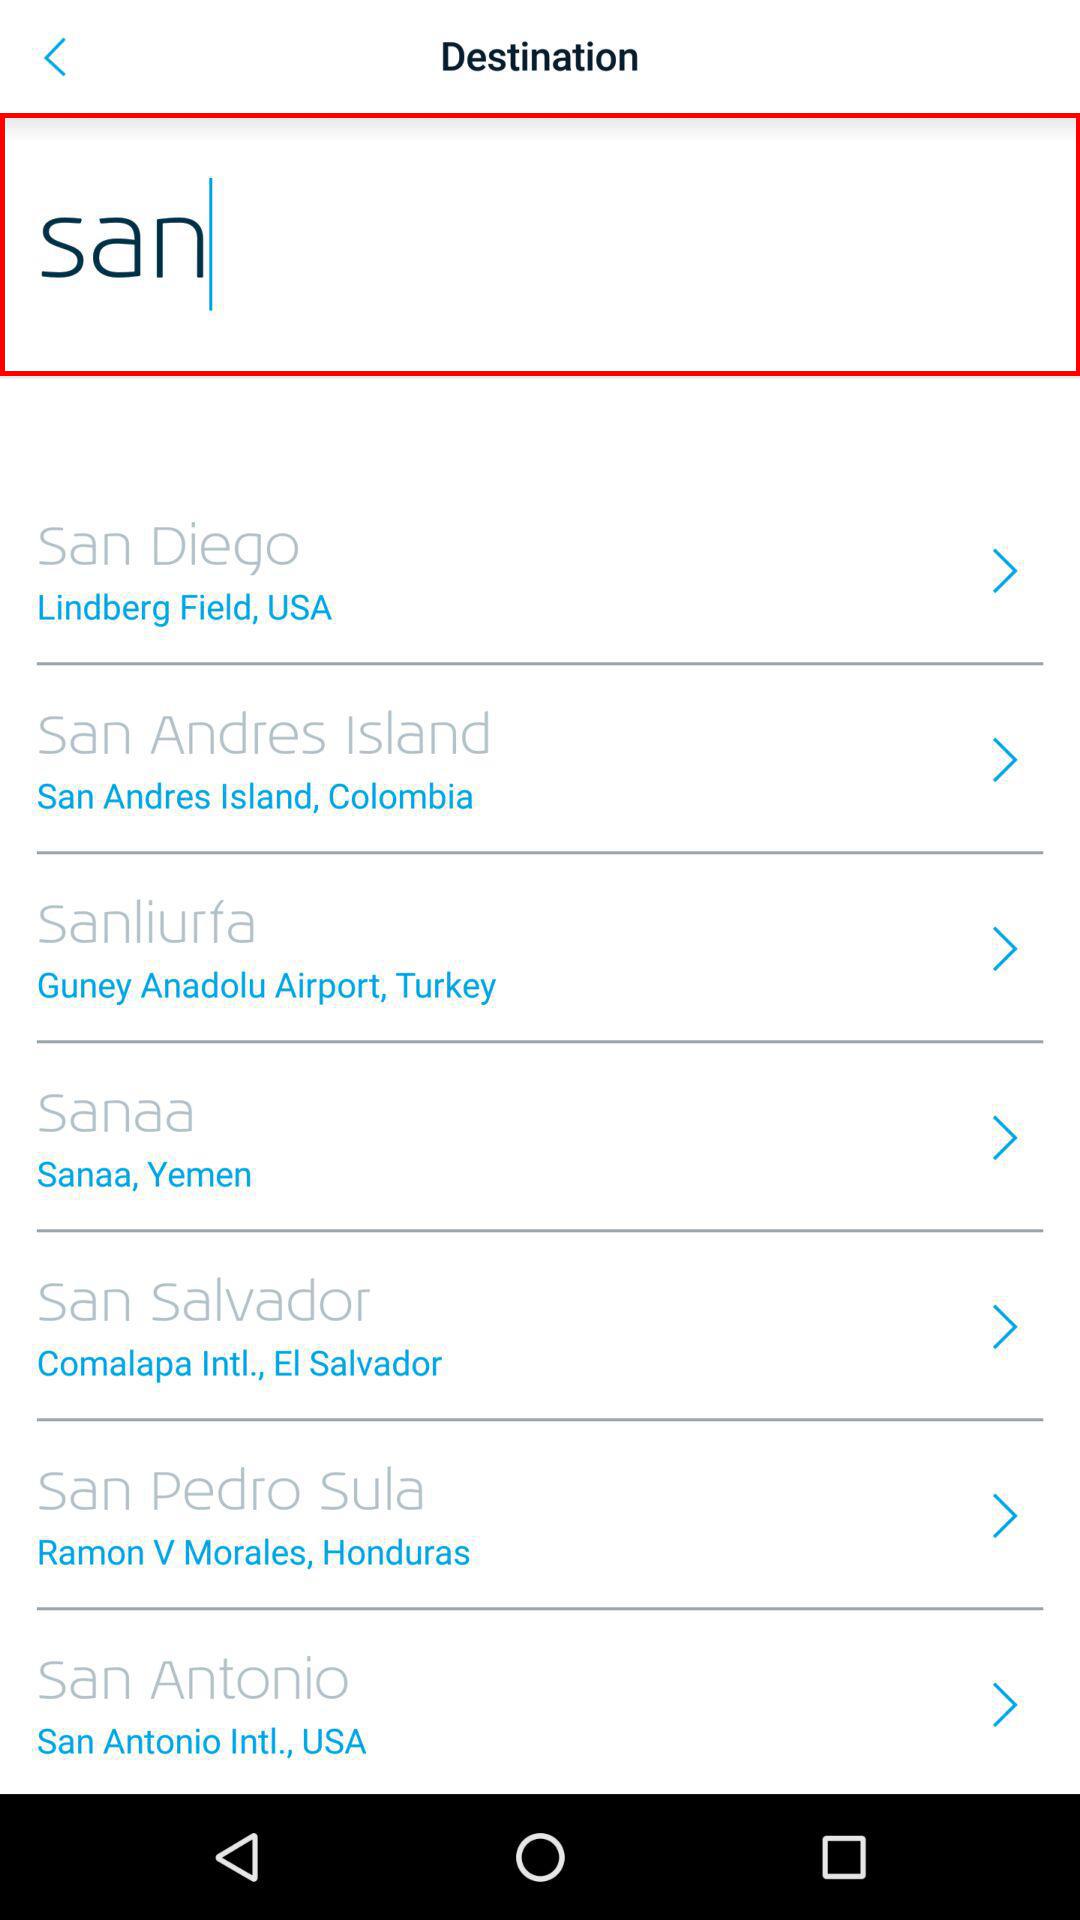 Destination
san
San Diego
Lindberg Field, USA
San Andres Island
San Andres Island, Colombia
Sanliurfa
Guney Anadolu Airport, Turkey
Sanaa
Sanaa, Yemen
San Salvador
Comalapa Intl., El Salvador
San Pedro Sula
Ramon V Morales, Honduras
San Antonio
San Antonio Intl., USA